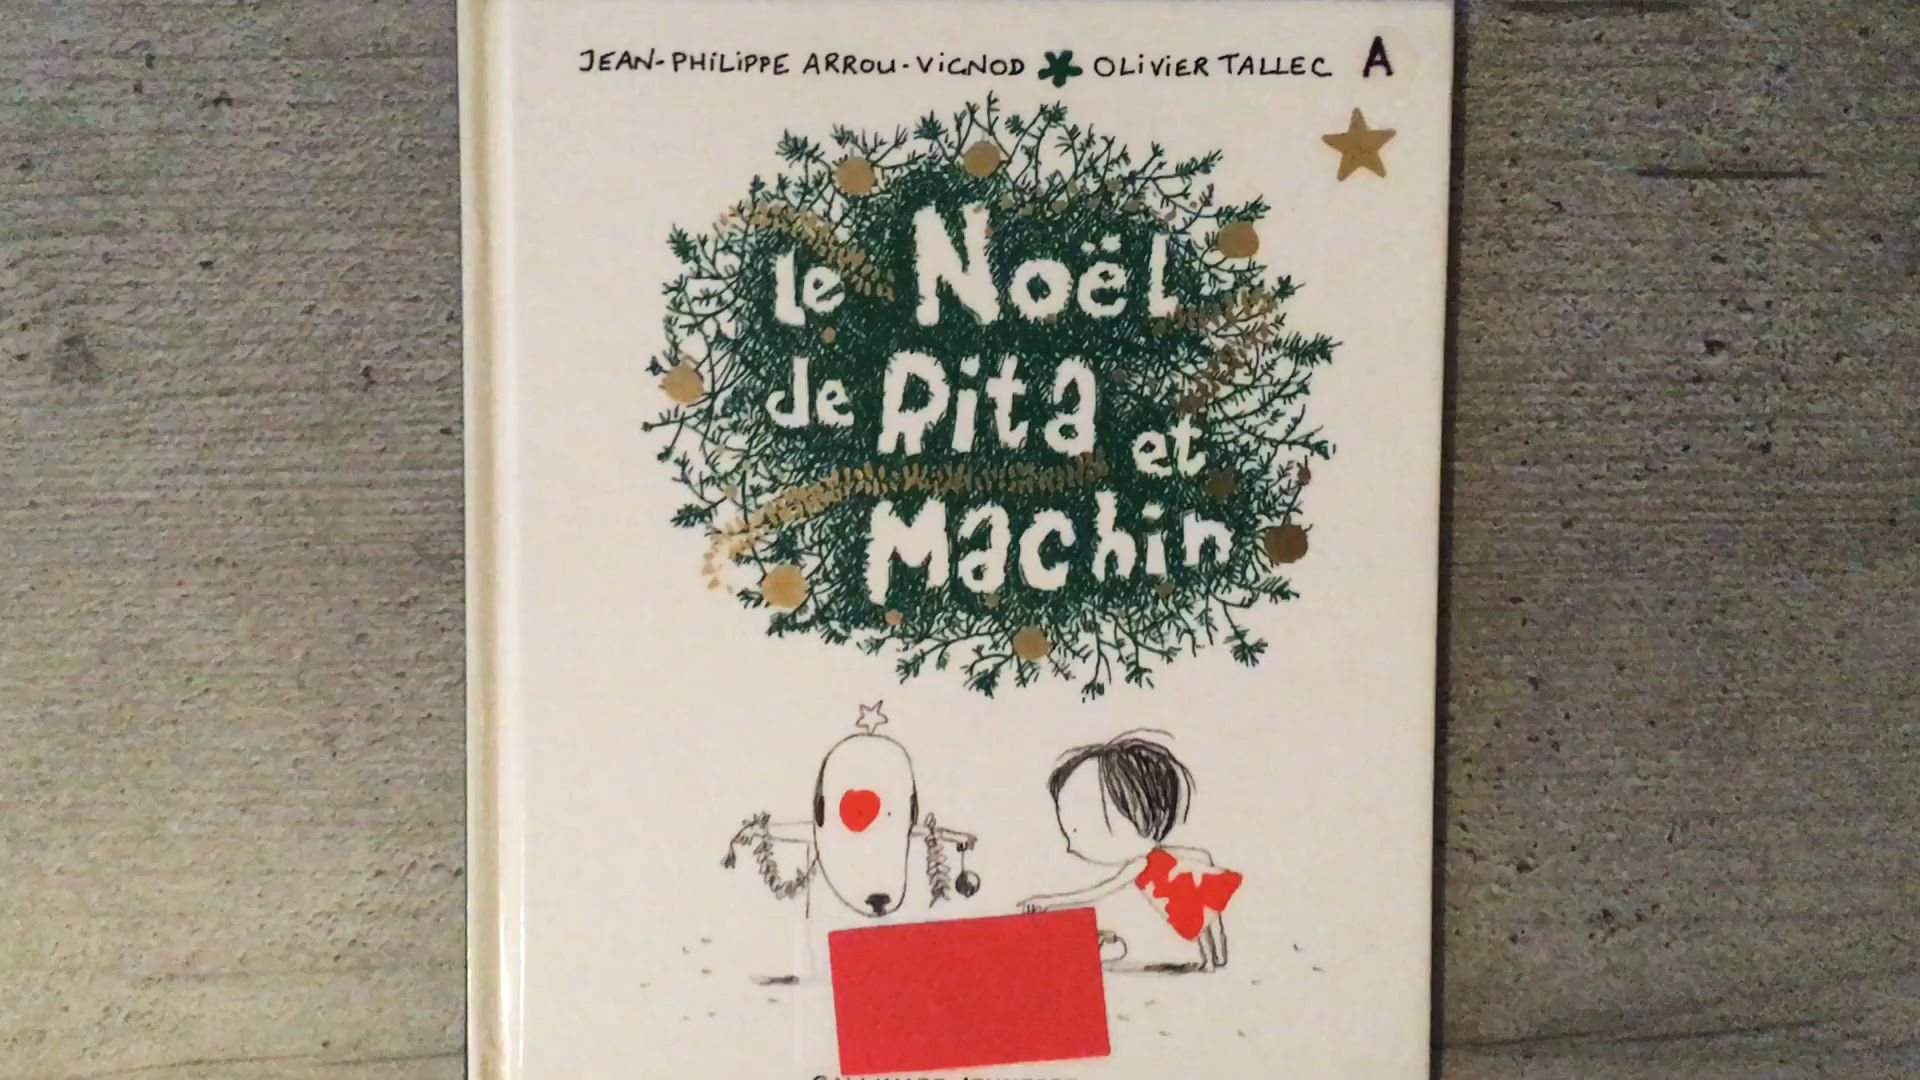 JEAN-PHILIPPE ARROU-VIGNOD OLIVIER TALLEC A
le Noël
de Rita et
Machin